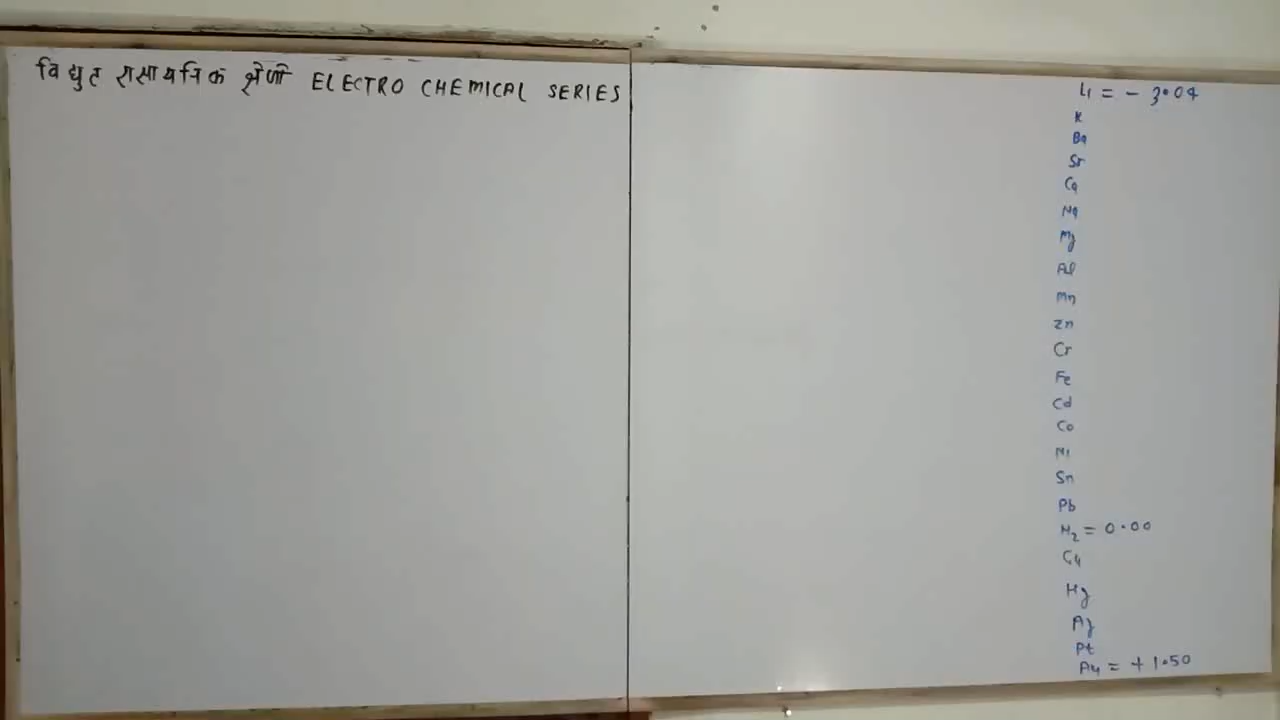 विद्युत रासायनिक श्रेणी ELECTRO CHEMICAL SERIES
Li = - 3.04
K
Ba
Sr
Ca
Na
Mg
Al
Mn
Zn
Cr
Fe
Cd
Co
Ni
Sn
Pb
H₂ = 0.00
Cu
Hg
Ag
Pt
Au = + 1.50